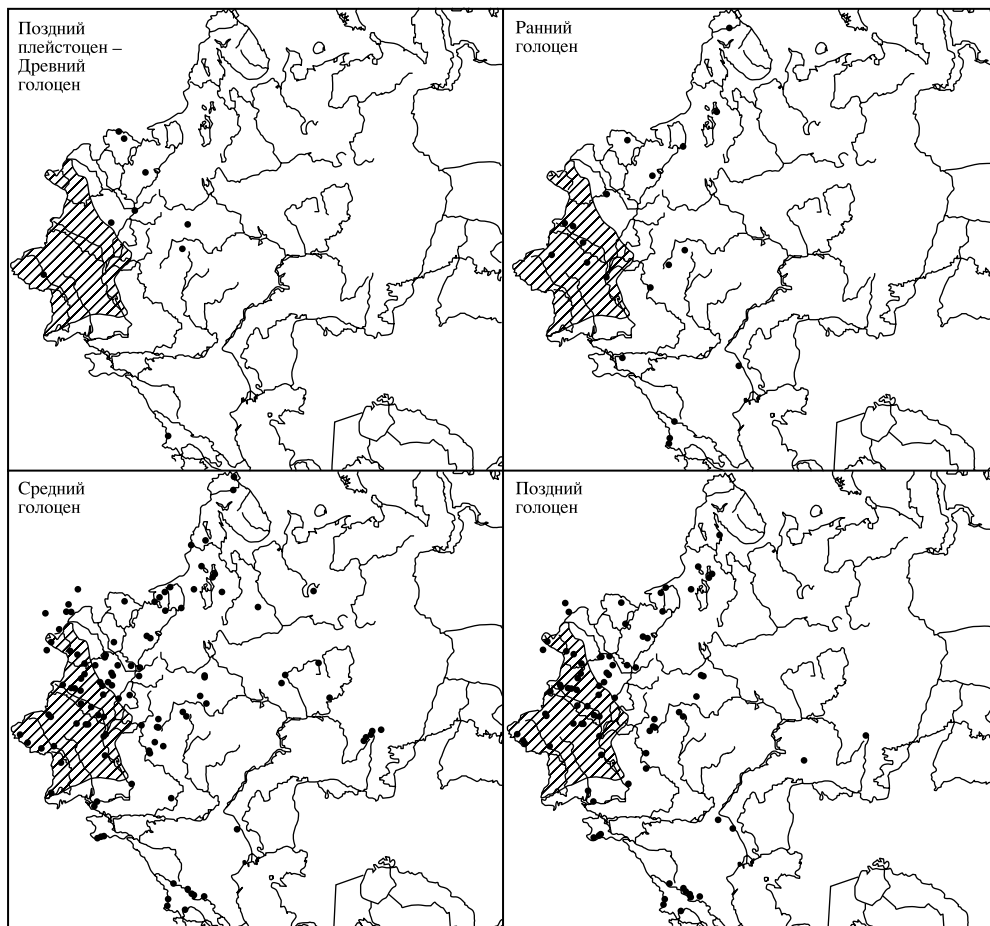 Поздний
плейстоцен –
Древний
голоцен
Ранний
голоцен
Средний
голоцен
Поздний
голоцен